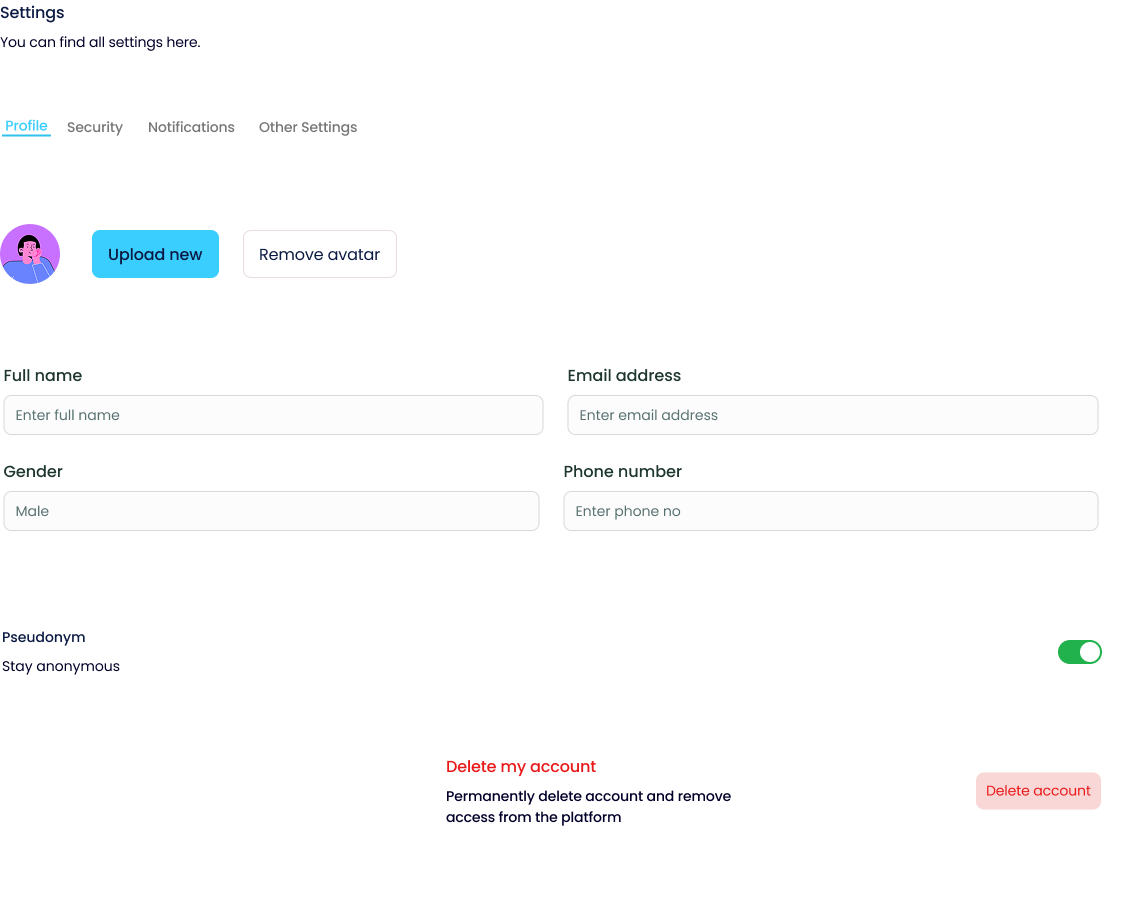 Settings
You can find all settings here.
Profile Security Notifications Other Settings
Upload new Remove avatar
Full name Email address
Enter full name Enter email address
Gender Phone number
Male Enter phone no
Pseudonym
Stay anonymous
Delete my account
Permanently delete account and remove
access from the platform
Delete account